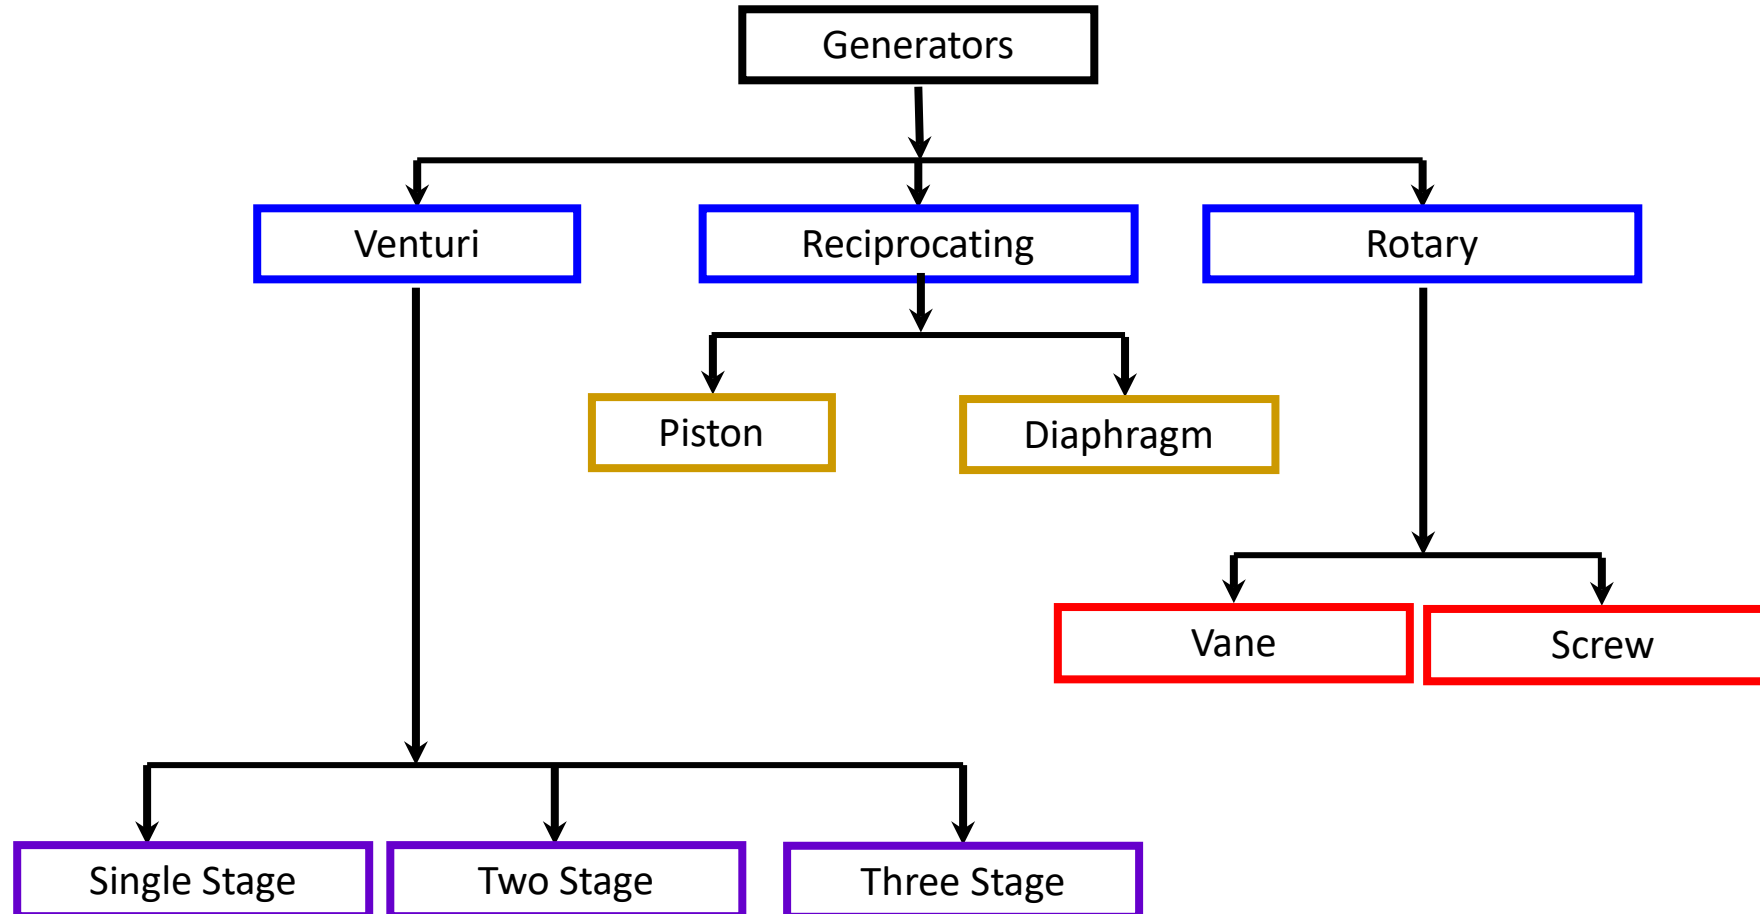 Generators
Venturi
Reciprocating
Rotary
Piston
Diaphragm
Vane
Screw
Single Stage
Two Stage
Three Stage